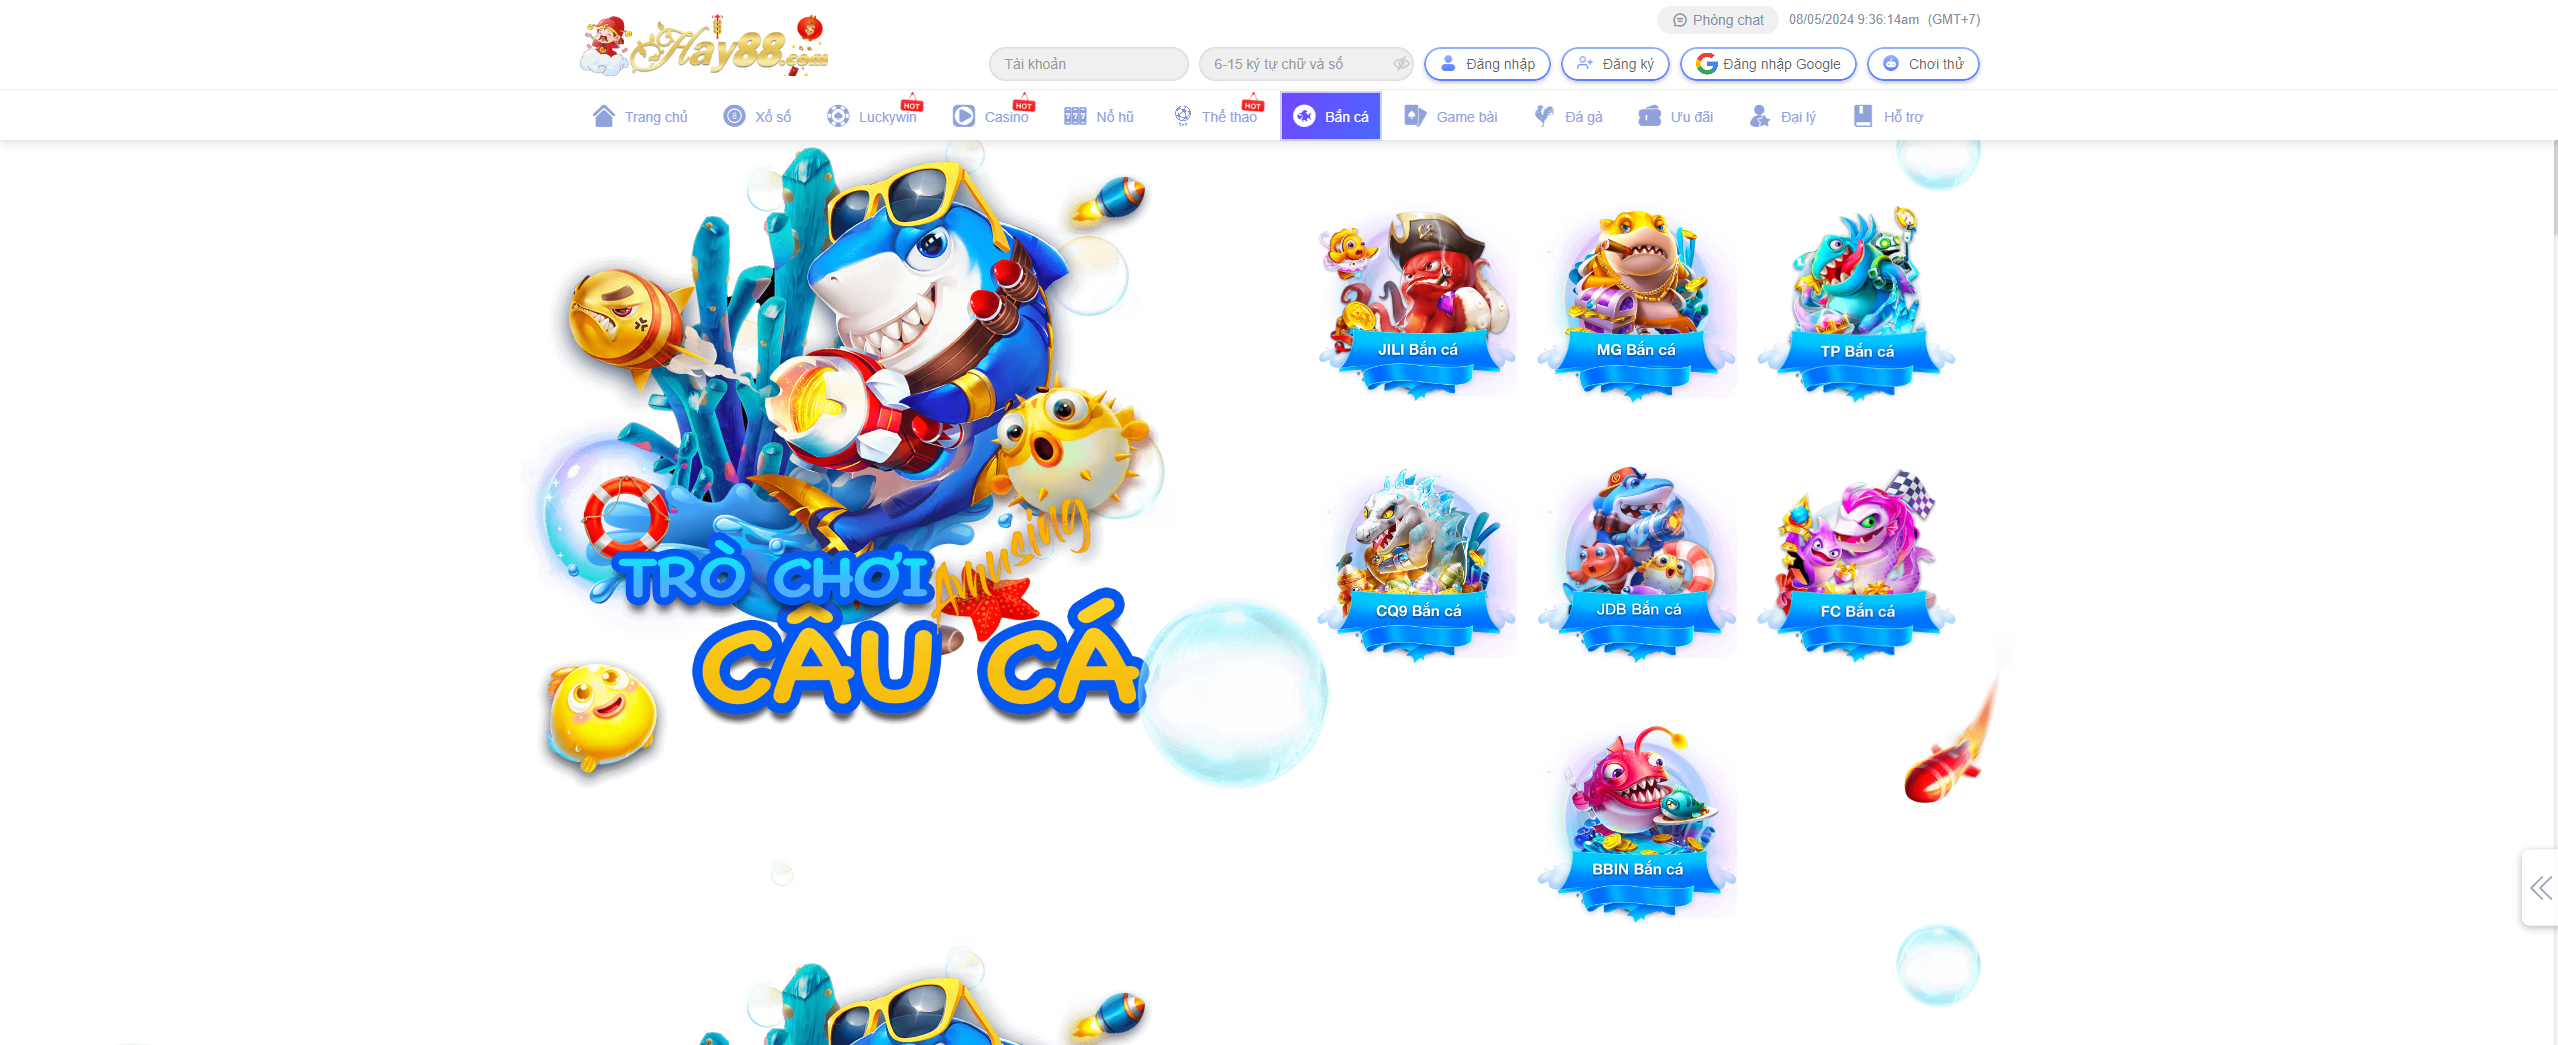 Hay88.com
Phòng chat 08/05/2024 9:36:14am (GMT+7)
Tài khoản 6-15 ký tự chữ và số Đăng nhập Đăng ký Đăng nhập Google Chơi thử
Trang chủ Xổ số Luckywin HOT Casino HOT Nổ hũ Thể thao HOT Bắn cá Game bài Đá gà Ưu đãi Đại lý Hỗ trợ
JILI Bắn cá MG Bắn cá TP Bắn cá
Amusing
TRÒ CHƠI
CÂU CÁ
CQ9 Bắn cá JDB Bắn cá FC Bắn cá
BBIN Bắn cá